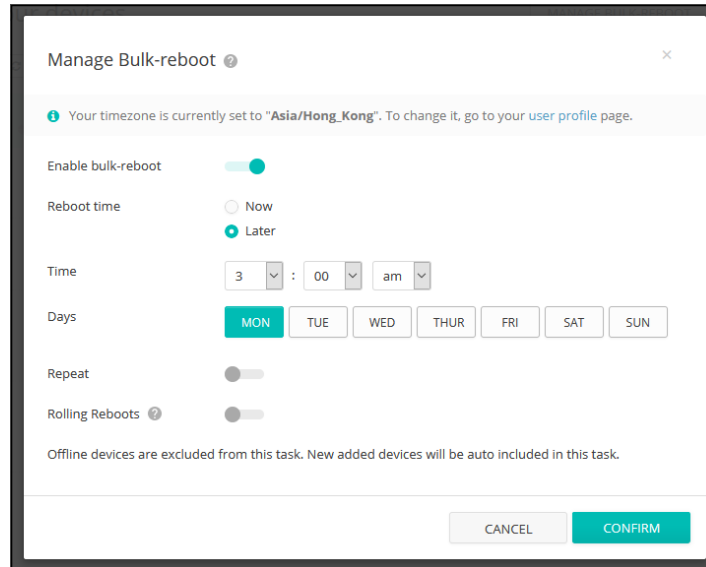 Manage Bulk-reboot ?
×
i Your timezone is currently set to "Asia/Hong_Kong". To change it, go to your user profile page.
Enable bulk-reboot
Reboot time Now
Later
Time 3 : 00 am
Days MON TUE WED THUR FRI SAT SUN
Repeat
Rolling Reboots ?
Offline devices are excluded from this task. New added devices will be auto included in this task.
CANCEL CONFIRM